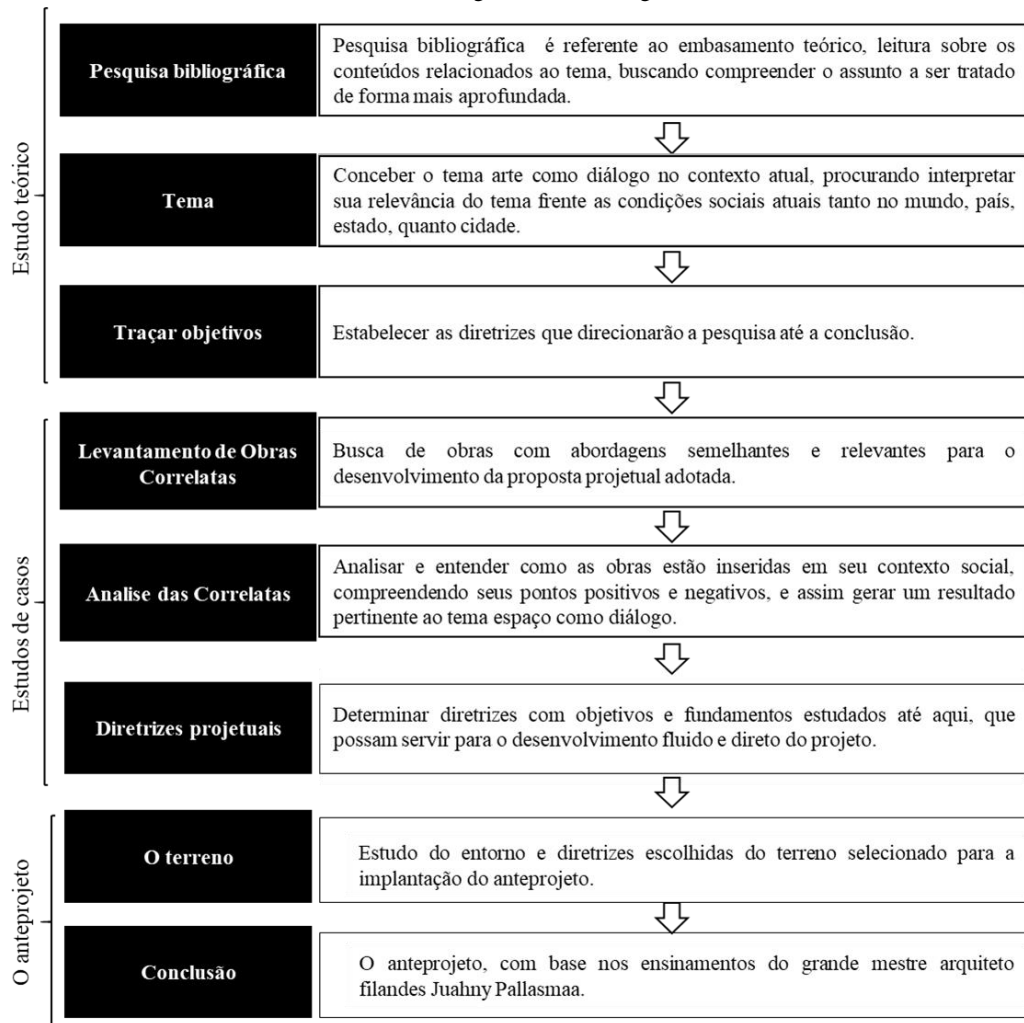 Estudo teórico
Pesquisa bibliográfica
Pesquisa bibliográfica é referente ao embasamento teórico, leitura sobre os
conteúdos relacionados ao tema, buscando compreender o assunto a ser tratado
de forma mais aprofundada.
Tema
Conceber o tema arte como diálogo no contexto atual, procurando interpretar
sua relevância do tema frente as condições sociais atuais tanto no mundo, país,
estado, quanto cidade.
Traçar objetivos
Estabelecer as diretrizes que direcionarão a pesquisa até a conclusão.
Estudos de casos
Levantamento de Obras
Correlatas
Busca de obras com abordagens semelhantes e relevantes para o
desenvolvimento da proposta projetual adotada.
Analise das Correlatas
Analisar e entender como as obras estão inseridas em seu contexto social,
compreendendo seus pontos positivos e negativos, e assim gerar um resultado
pertinente ao tema espaço como diálogo.
Diretrizes projetuais
Determinar diretrizes com objetivos e fundamentos estudados até aqui, que
possam servir para o desenvolvimento fluido e direto do projeto.
O anteprojeto
O terreno
Estudo do entorno e diretrizes escolhidas do terreno selecionado para a
implantação do anteprojeto.
Conclusão
O anteprojeto, com base nos ensinamentos do grande mestre arquiteto
filandes Juahny Pallasmaa.